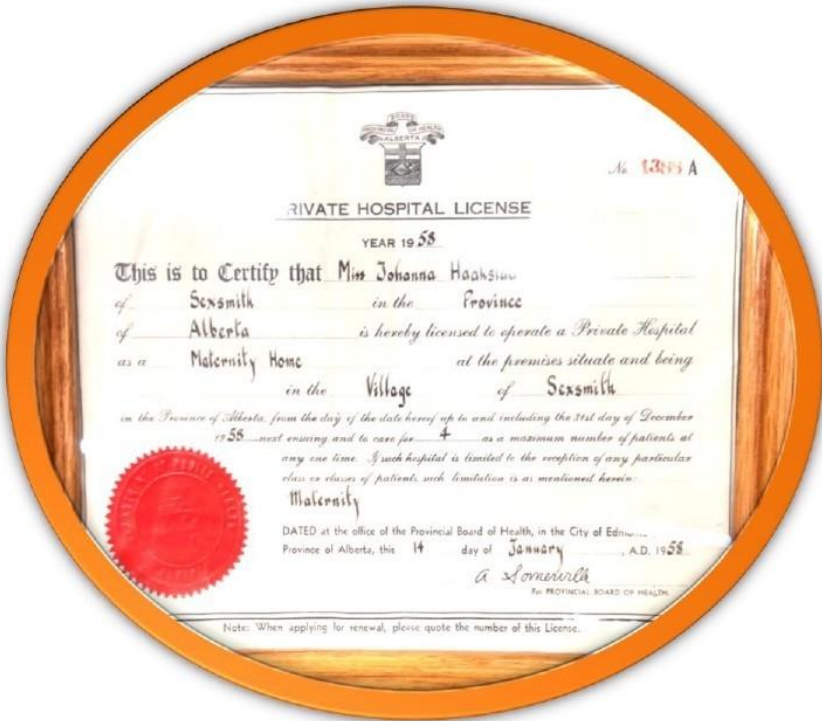 BOARD
PROVINCIAL OF HEALTH
ALBERTA
No A
RIVATE HOSPITAL LICENSE
YEAR 1958
This is to Certify that Miss Johanna
of Sexsmith in the Province
of Alberta is hereby licensed to operate a Private Hospital
as a Maternity Home at the premises situate and being
in the Village of Sexsmith
in the Province of Alberta, from the day of the date hereof up to and including the 31st day of December
1958 next ensuing and to care for 4 as a maximum number of patients at
any one time. If such hospital is limited to the reception of any particular
class or classes of patients such limitation is as mentioned herein:
Maternity
DATED at the office of the Provincial Board of Health, in the City of
Province of Alberta, this 14 day of January, A.D. 1958
A Somerville
For PROVINCIAL BOARD OF HEALTH.
Note: When applying for renewal, please quote the number of this License.